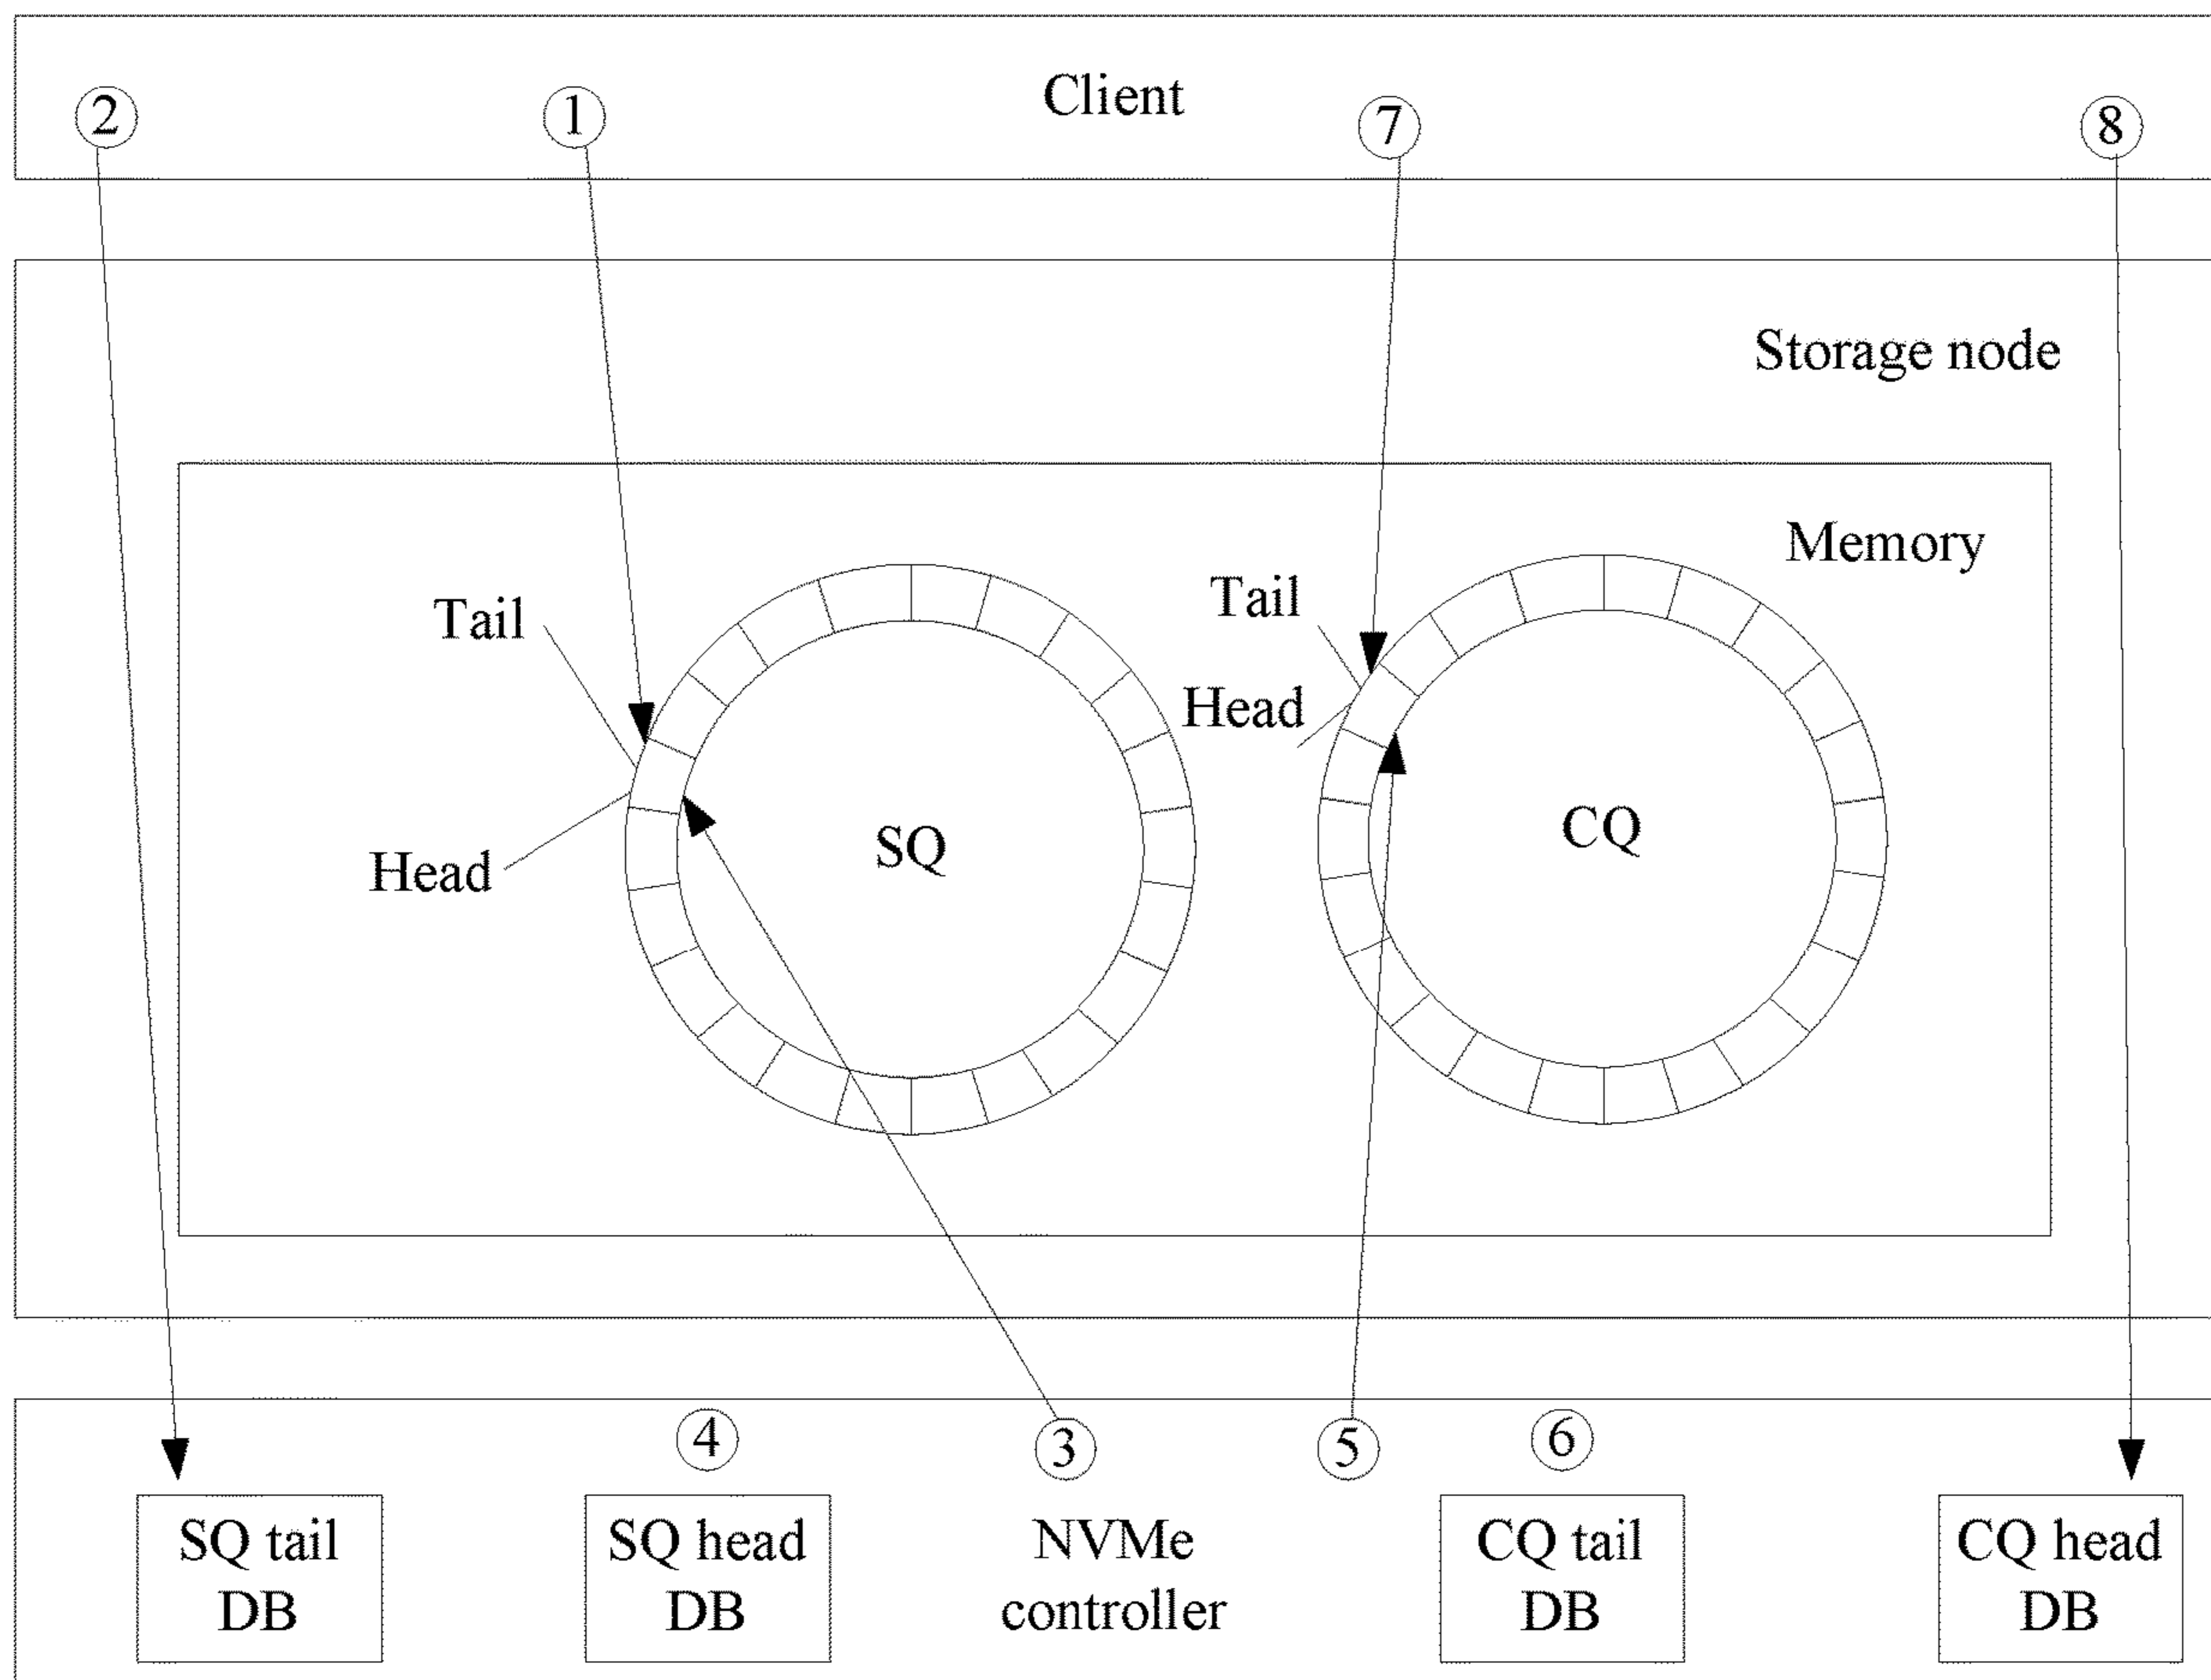 Client
②
①
⑦
⑧
Storage node
Memory
Tail
Head
SQ
Tail
Head
CQ
④
③
⑤
⑥
SQ tail
DB
SQ head
DB
NVMe
controller
CQ tail
DB
CQ head
DB